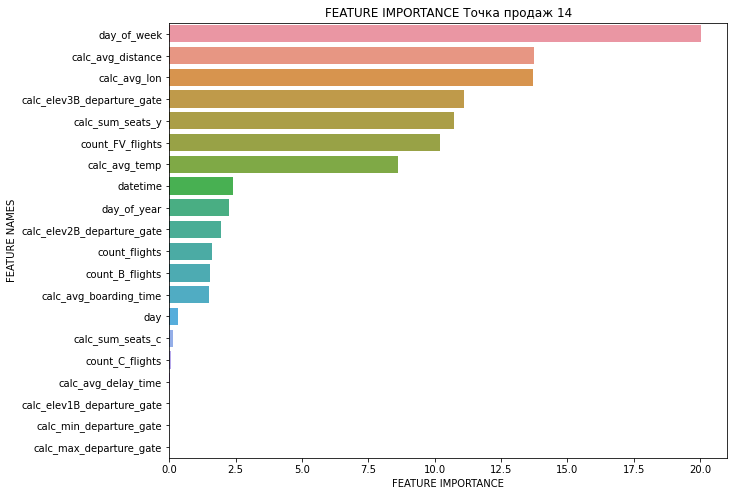 FEATURE IMPORTANCE Точка продаж 14
FEATURE NAMES
day_of_week
calc_avg_distance
calc_avg_lon
calc_elev3B_departure_gate
calc_sum_seats_y
count_FV_flights
calc_avg_temp
datetime
day_of_year
calc_elev2B_departure_gate
count_flights
count_B_flights
calc_avg_boarding_time
day
calc_sum_seats_c
count_C_flights
calc_avg_delay_time
calc_elev1B_departure_gate
calc_min_departure_gate
calc_max_departure_gate
0.0 2.5 5.0 7.5 10.0 12.5 15.0 17.5 20.0
FEATURE IMPORTANCE